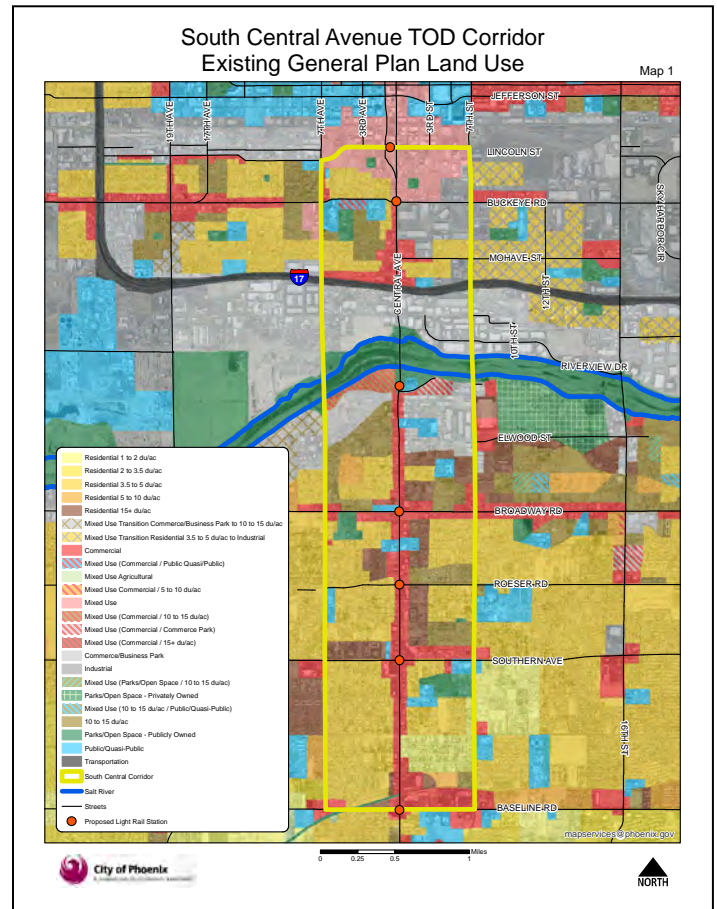 South Central Avenue TOD Corridor
Existing General Plan Land Use
Map 1
JEFFERSON ST
19TH AVE
17TH AVE
7TH AVE
3RD AVE
3RD ST
7TH ST
LINCOLN ST
BUCKEYE RD
SKY HARBOR CIR
MOHAVE ST
17
CENTRAL AVE
12TH ST
10TH ST
RIVERVIEW DR
ELWOOD ST
BROADWAY RD
ROESER RD
SOUTHERN AVE
16TH ST
BASELINE RD
Residential 1 to 2 du/ac
Residential 2 to 3.5 du/ac
Residential 3.5 to 5 du/ac
Residential 5 to 10 du/ac
Residential 15+ du/ac
Mixed Use Transition Commerce/Business Park to 10 to 15 du/ac
Mixed Use Transition Residential 3.5 to 5 du/ac to Industrial
Commercial
Mixed Use (Commercial / Public Quasi/Public)
Mixed Use Agricultural
Mixed Use Commercial / 5 to 10 du/ac
Mixed Use
Mixed Use (Commercial / 10 to 15 du/ac)
Mixed Use (Commercial / Commerce Park)
Mixed Use (Commercial / 15+ du/ac)
Commerce/Business Park
Industrial
Mixed Use (Parks/Open Space / 10 to 15 du/ac)
Parks/Open Space - Privately Owned
Mixed Use (10 to 15 du/ac / Public/Quasi-Public)
10 to 15 du/ac
Parks/Open Space - Publicly Owned
Public/Quasi-Public
Transportation
South Central Corridor
Salt River
Streets
Proposed Light Rail Station
mapservices@phoenix.gov
City of Phoenix
Miles
0 0.25 0.5 1
NORTH